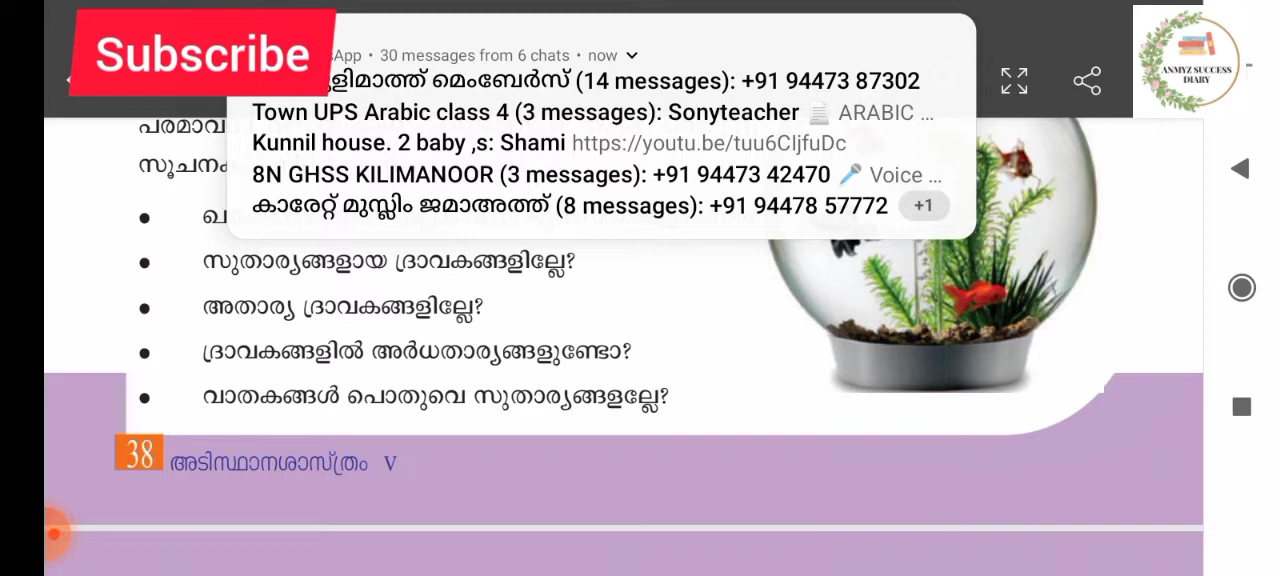 Subscribe
App • 30 messages from 6 chats • now
ളിമാത്ത് മെംബേർസ് (14 messages): +91 94473 87302
ANMYZ SUCCESS
DIARY
Town UPS Arabic class 4 (3 messages): Sonyteacher ARABIC ...
Kunnil house. 2 baby ,s: Shami https://youtu.be/tuu6CIjfuDc
8N GHSS KILIMANOOR (3 messages): +91 94473 42470 Voice ...
കാരേറ്റ് മുസ്ലിം ജമാഅത്ത് (8 messages): +91 94478 57772 +1
• സുതാര്യങ്ങളായ ദ്രാവകങ്ങളില്ലേ?
• അതാര്യ ദ്രാവകങ്ങളില്ലേ?
• ദ്രാവകങ്ങളിൽ അർധതാര്യങ്ങളുണ്ടോ?
• വാതകങ്ങൾ പൊതുവെ സുതാര്യങ്ങളല്ലേ?
38 അടിസ്ഥാനശാസ്ത്രം V